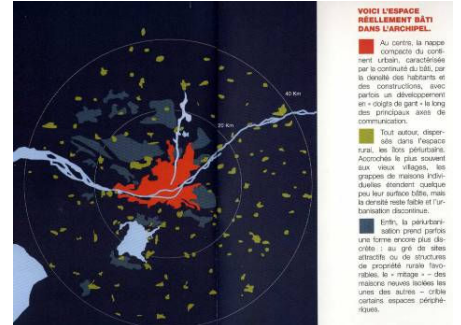 VOICI L'ESPACE
RÉELLEMENT BÂTI
DANS L'ARCHIPEL.
Au centre, la nappe
compacte du conti-
nent urbain, caractérisée
par la continuité du bâti, par
la densité des habitants et
des constructions, avec
parfois un développement
en « doigts de gant » le long
des principaux axes de
communication.
Tout autour, disper-
sés dans l'espace
rural, les îlots périurbains.
Accrochés le plus souvent
aux vieux villages, les
grappes de maisons indivi-
duelles étendent quelque
peu leur surface bâtie, mais
la densité reste faible et l'ur-
banisation discontinue.
Enfin, la périurbani-
sation prend parfois
une forme encore plus dis-
crète : au gré de sites
attractifs ou de structures
de propriété rurale favo-
rables, le « mitage » – des
maisons neuves isolées les
unes des autres – crible
certains espaces périphé-
riques.
40 Km
20 Km